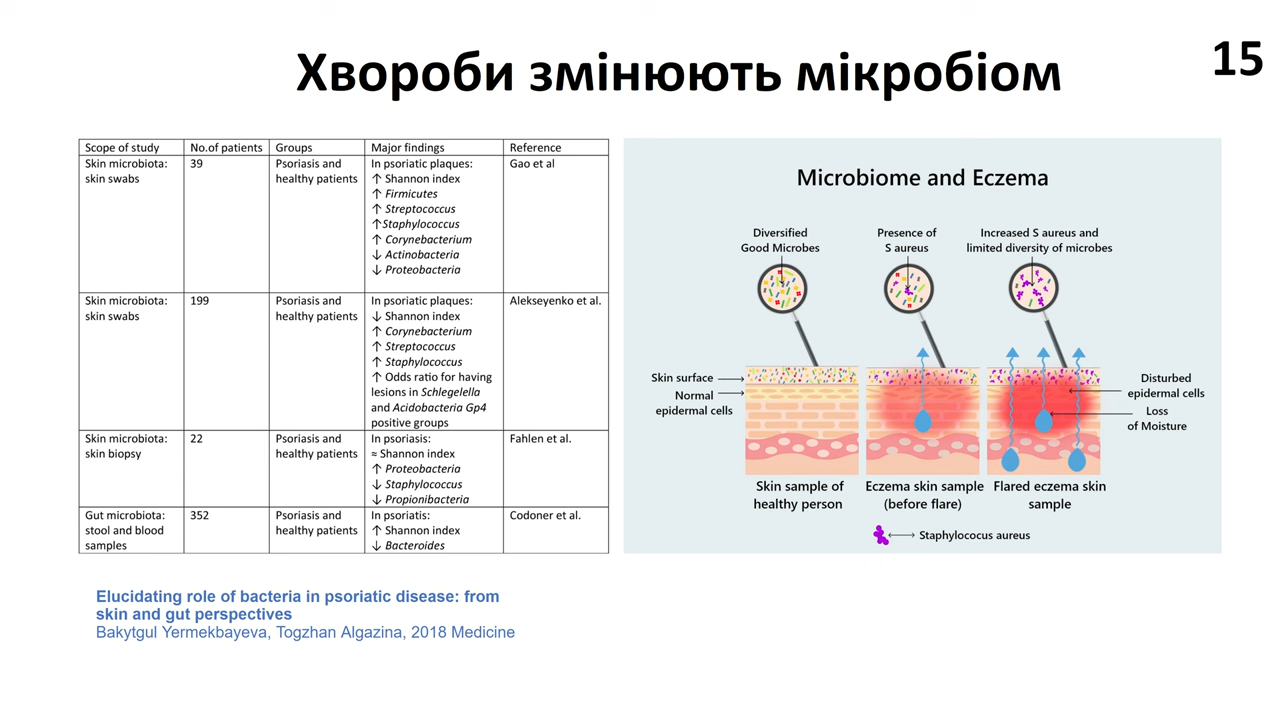 Хвороби змінюють мікробіом
15
Scope of study
No.of patients
Groups
Major findings
Reference
Skin microbiota:
skin swabs
39
Psoriasis and
healthy patients
In psoriatic plaques:
↑ Shannon index
↑ Firmicutes
↑ Streptococcus
↑Staphylococcus
↑ Corynebacterium
↓ Actinobacteria
↓ Proteobacteria
Gao et al
Skin microbiota:
skin swabs
199
Psoriasis and
healthy patients
In psoriatic plaques:
↓ Shannon index
↑ Corynebacterium
↑ Streptococcus
↑ Staphylococcus
↑ Odds ratio for having
lesions in Schlegelella
and Acidobacteria Gp4
positive groups
Alekseyenko et al.
Skin microbiota:
skin biopsy
22
Psoriasis and
healthy patients
In psoriasis:
≈ Shannon index
↑ Proteobacteria
↓ Staphylococcus
↓ Propionibacteria
Fahlen et al.
Gut microbiota:
stool and blood
samples
352
Psoriasis and
healthy patients
In psoriatis:
↑ Shannon index
↓ Bacteroides
Codoner et al.
Elucidating role of bacteria in psoriatic disease: from
skin and gut perspectives
Bakytgul Yermekbayeva, Togzhan Algazina, 2018 Medicine
Microbiome and Eczema
Diversified
Good Microbes
Presence of
S aureus
Increased S aureus and
limited diversity of microbes
Skin surface
Normal
epidermal cells
Disturbed
epidermal cells
Loss
of Moisture
Skin sample of
healthy person
Eczema skin sample
(before flare)
Flared eczema skin
sample
Staphylococus aureus